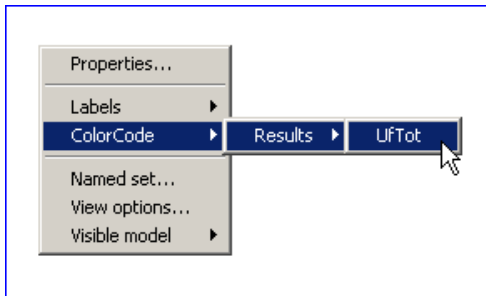 Properties...
Labels
ColorCode Results UfTot
Named set...
View options...
Visible model